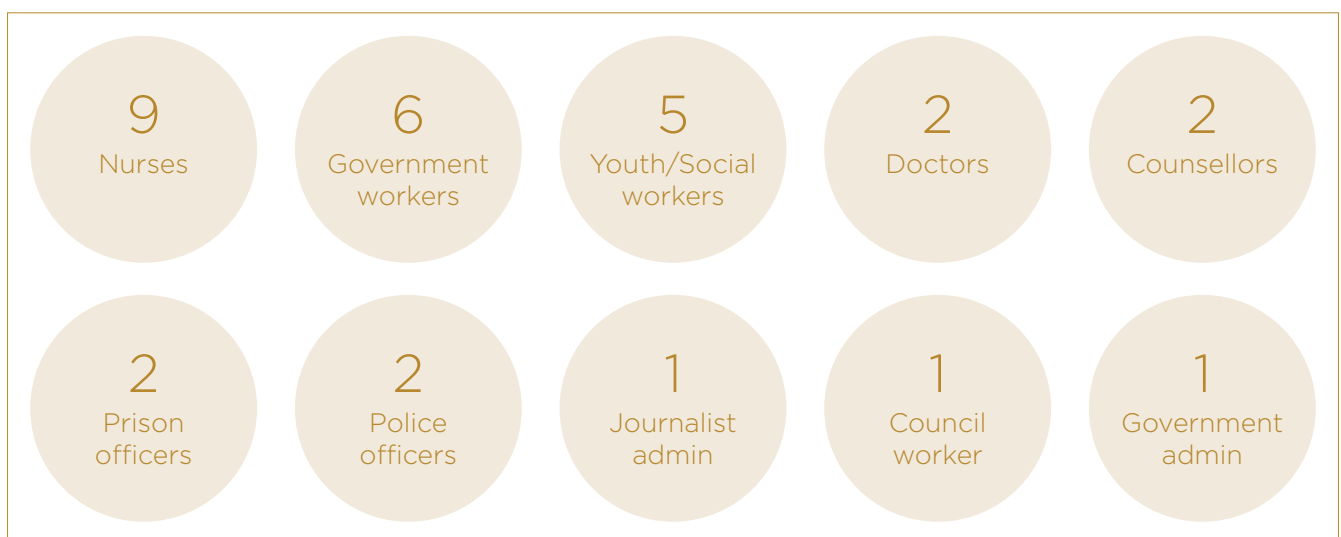 9
Nurses
6
Government
workers
5
Youth/Social
workers
2
Doctors
2
Counsellors
2
Prison
officers
2
Police
officers
1
Journalist
admin
1
Council
worker
1
Government
admin